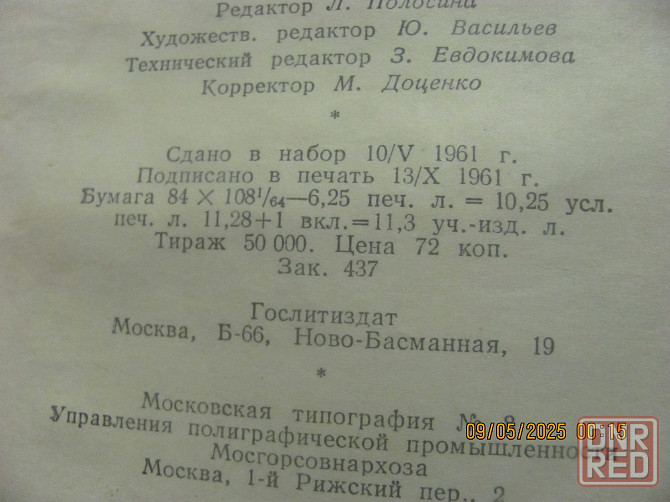 Редактор Л. Полосина
Художеств. редактор Ю. Васильев
Технический редактор З. Евдокимова
Корректор М. Доценко
*
Сдано в набор 10/V 1961 г.
Подписано в печать 13/X 1961 г.
Бумага 84 × 108¹/₆₄—6,25 печ. л. = 10,25 усл.
печ. л. 11,28+1 вкл.=11,3 уч.-изд. л.
Тираж 50 000. Цена 72 коп.
Зак. 437
Гослитиздат
Москва, Б-66, Ново-Басманная, 19
*
Московская типография № 8
Управления полиграфической промышленности
Мосгорсовнархоза
Москва, 1-й Рижский пер., 2
09/05/2025 00:15
DNR
RED